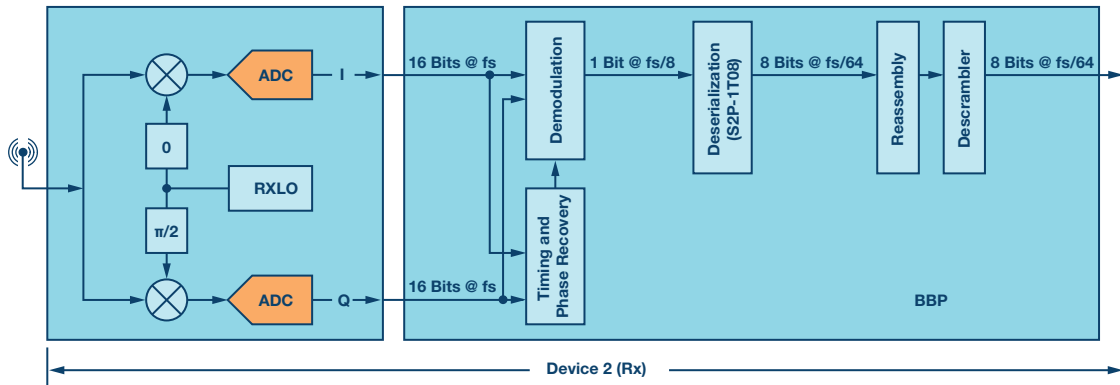 ADC
I
16 Bits @ fs
Demodulation
1 Bit @ fs/8
Deserialization
(S2P-1T08)
8 Bits @ fs/64
Reassembly
Descrambler
8 Bits @ fs/64
0
RXLO
π/2
Timing and
Phase Recovery
ADC
Q
16 Bits @ fs
BBP
Device 2 (Rx)